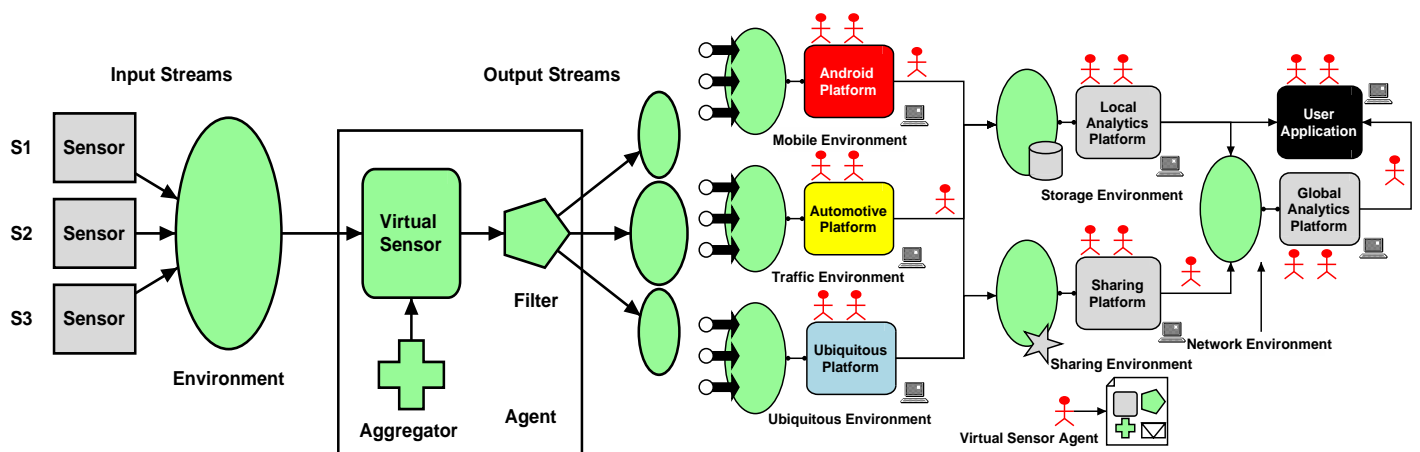 Input Streams
Output Streams
S1
Sensor
S2
Sensor
S3
Sensor
Environment
Virtual
Sensor
Filter
Aggregator
Agent
Android
Platform
Mobile Environment
Automotive
Platform
Traffic Environment
Ubiquitous
Platform
Ubiquitous Environment
Local
Analytics
Platform
Storage Environment
User
Application
Global
Analytics
Platform
Sharing
Platform
Sharing Environment
Network Environment
Virtual Sensor Agent